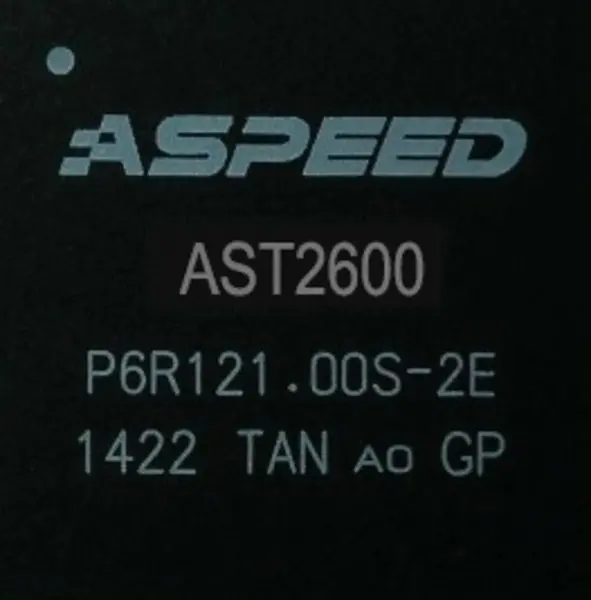 ASPEED
AST2600
P6R121.00S-2E
1422 TAN A0 GP